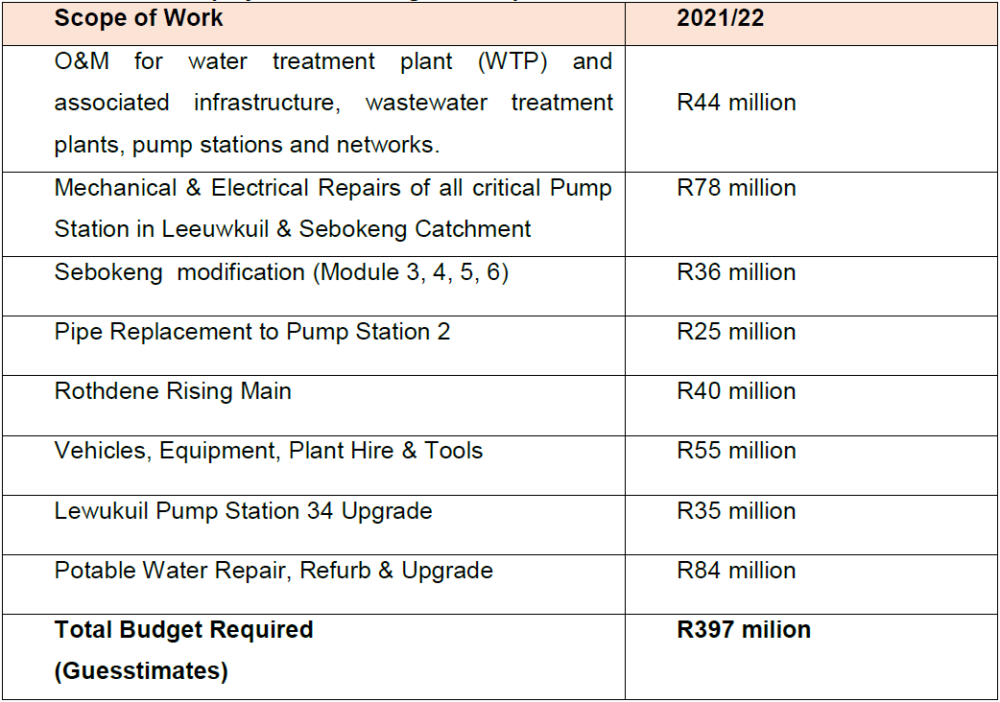 Scope of Work
2021/22
O&M for water treatment plant (WTP) and
associated infrastructure, wastewater treatment
plants, pump stations and networks.
R44 million
Mechanical & Electrical Repairs of all critical Pump
Station in Leeuwkuil & Sebokeng Catchment
R78 million
Sebokeng modification (Module 3, 4, 5, 6)
R36 million
Pipe Replacement to Pump Station 2
R25 million
Rothdene Rising Main
R40 million
Vehicles, Equipment, Plant Hire & Tools
R55 million
Lewukuil Pump Station 34 Upgrade
R35 million
Potable Water Repair, Refurb & Upgrade
R84 million
Total Budget Required
(Guesstimates)
R397 milion